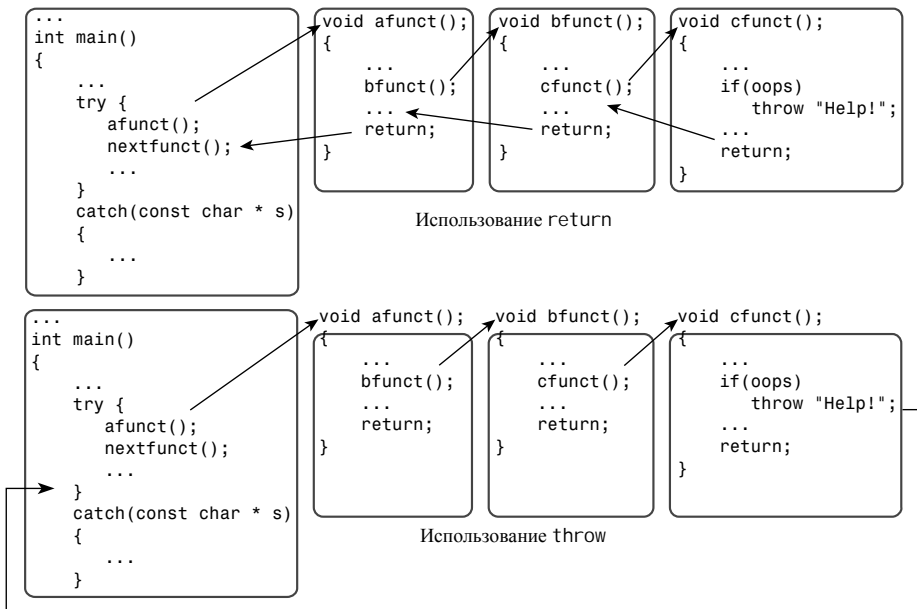 ...
int main()
{
...
try {
afunct();
nextfunct();
...
}
catch(const char * s)
{
...
}
void afunct();
{
...
bfunct();
...
return;
}
void bfunct();
{
...
cfunct();
...
return;
}
void cfunct();
{
...
if(oops)
throw "Help!";
...
return;
}
Использование return
...
int main()
{
...
try {
afunct();
nextfunct();
...
}
catch(const char * s)
{
...
}
void afunct();
{
...
bfunct();
...
return;
}
void bfunct();
{
...
cfunct();
...
return;
}
void cfunct();
{
...
if(oops)
throw "Help!";
...
return;
}
Использование throw